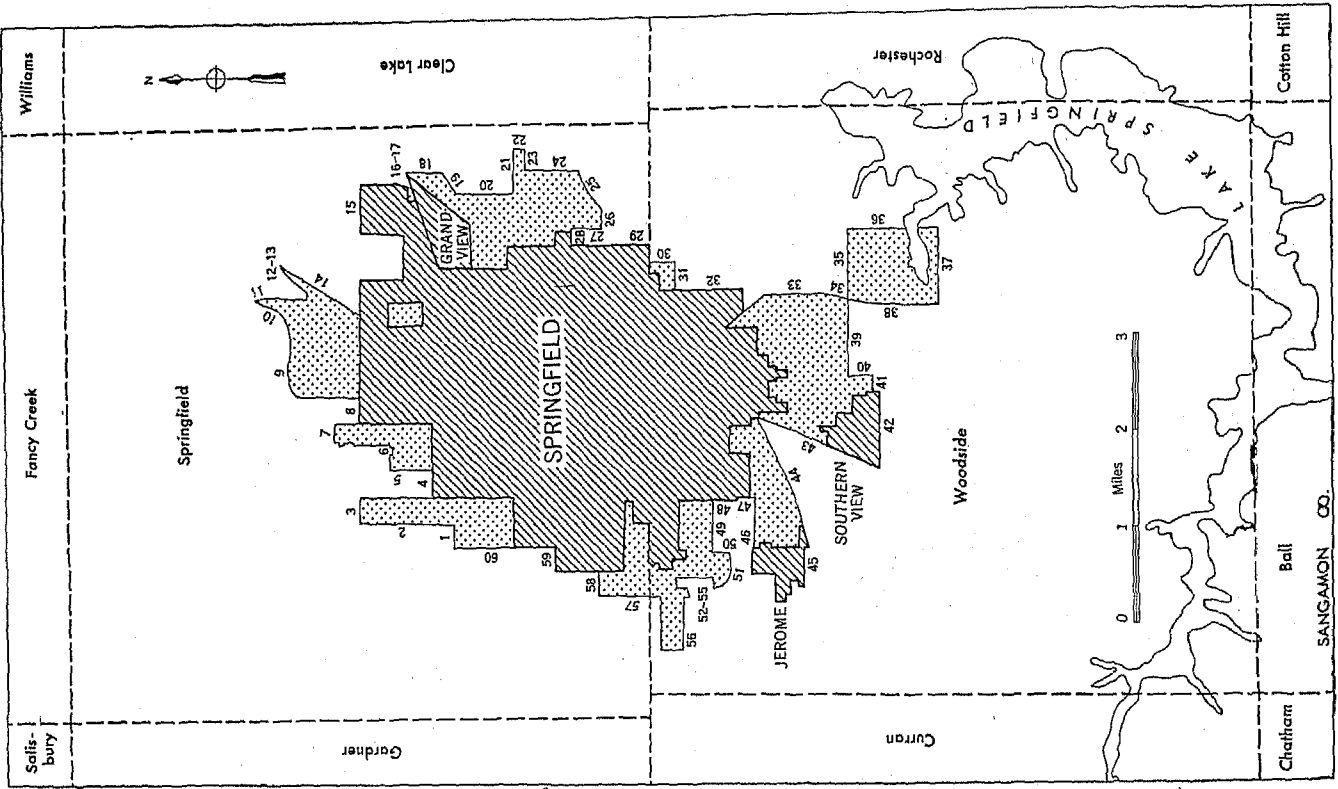 Salis-
bury
Fancy Creek
Williams
N
Gardner
Springfield
Clear Lake
12-13
11
10
14
9
8
7
6
5
4
3
2
1
60
59
58
57
56
52-55
51
50
49
48
47
46
45
44
43
42
41
40
39
38
37
36
35
34
33
32
31
30
29
28
27
26
25
24
23
22
21
20
19
18
16-17
15
GRAND
VIEW
SPRINGFIELD
JEROME
SOUTHERN
VIEW
Curran
Woodside
Rochester
LAKE SPRINGFIELD
0 1 2 3
Miles
Chatham
Ball
Cotton Hill
SANGAMON CO.